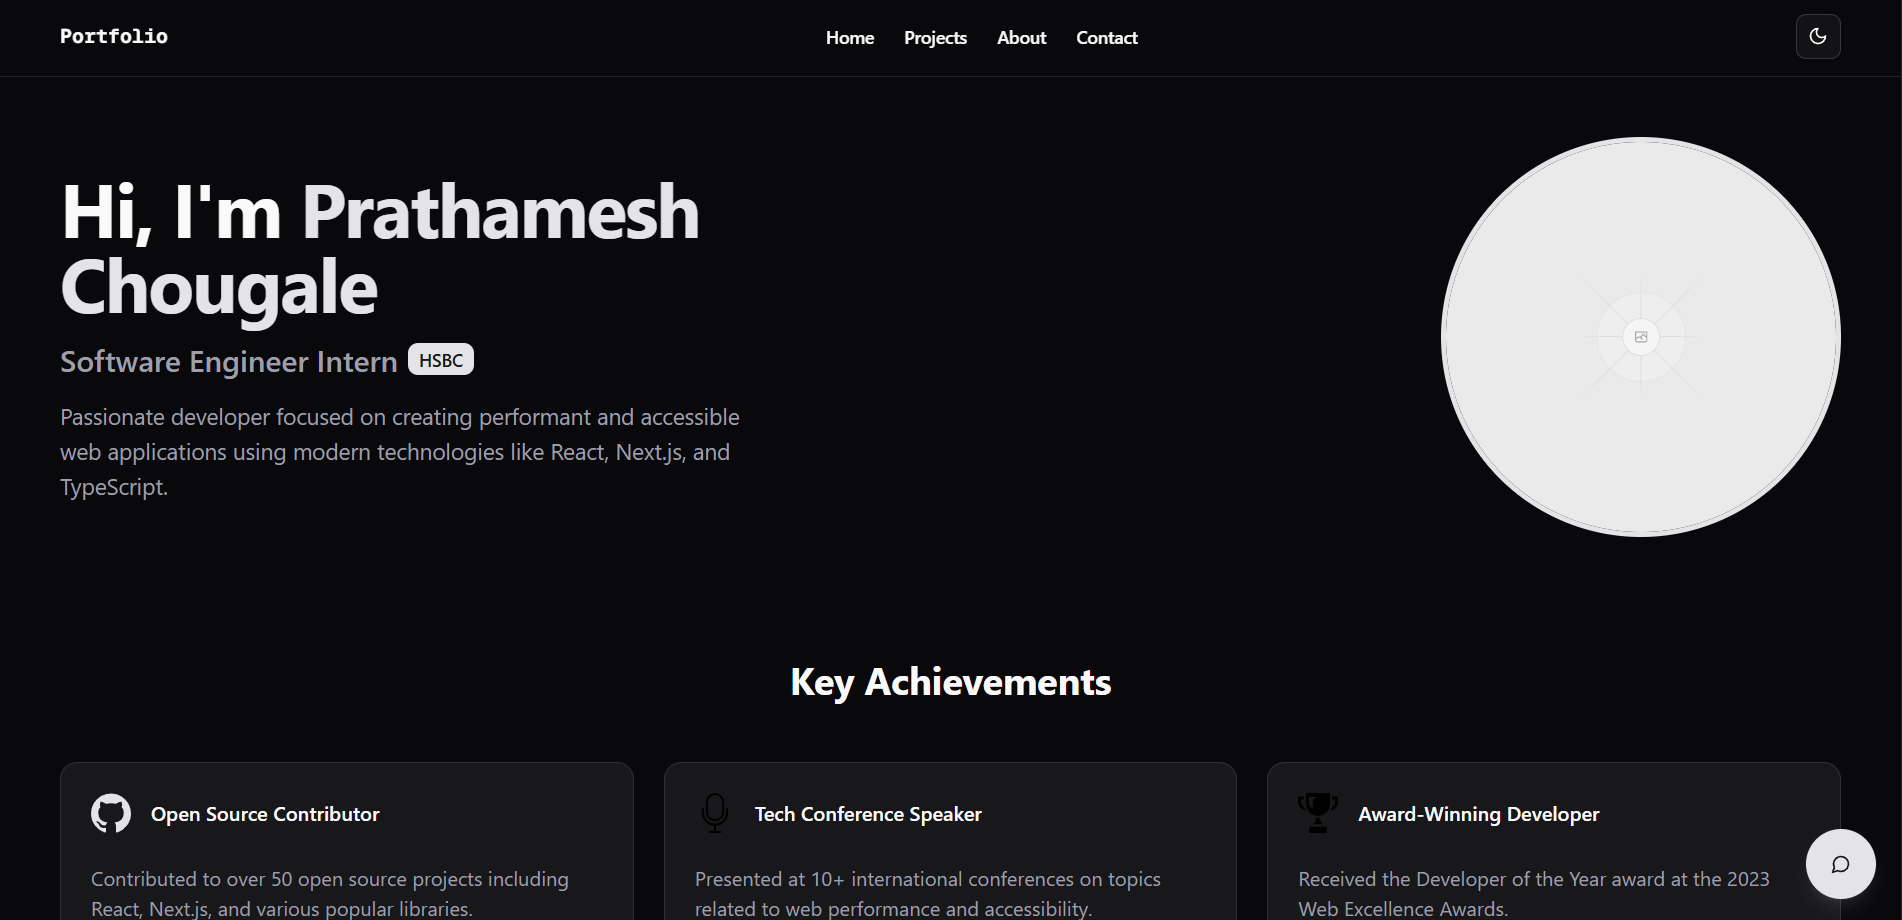 Portfolio
Home Projects About Contact
Hi, I'm Prathamesh
Chougale
Software Engineer Intern HSBC
Passionate developer focused on creating performant and accessible
web applications using modern technologies like React, Next.js, and
TypeScript.
Key Achievements
Open Source Contributor
Contributed to over 50 open source projects including
React, Next.js, and various popular libraries.
Tech Conference Speaker
Presented at 10+ international conferences on topics
related to web performance and accessibility.
Award-Winning Developer
Received the Developer of the Year award at the 2023
Web Excellence Awards.